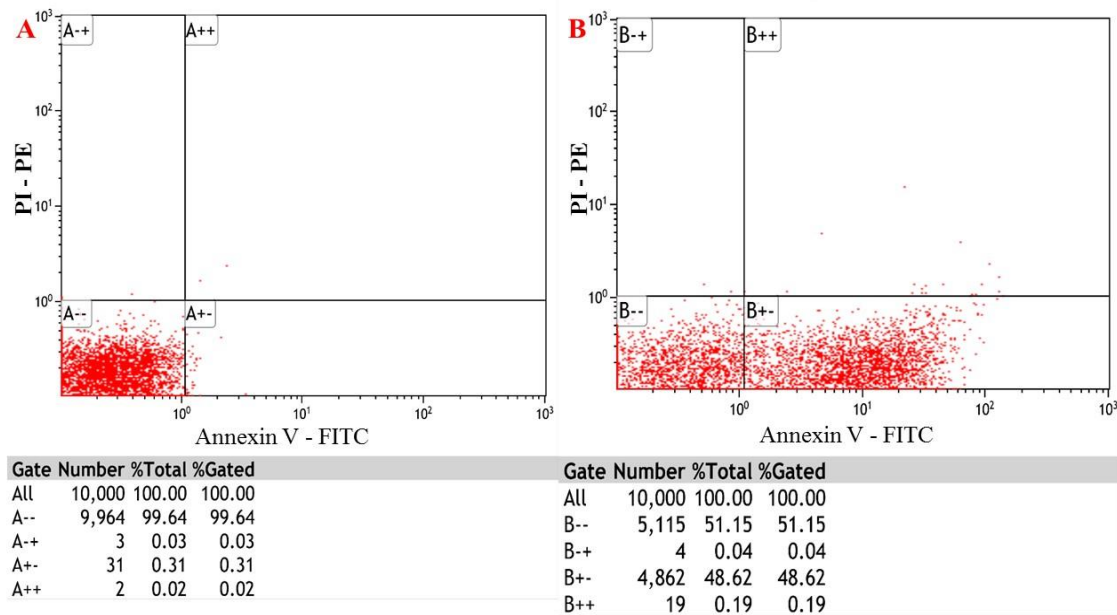 A
A-+
A++
10³
10²
10¹
10⁰
PI - PE
A--
A+-
10⁰ 10¹ 10² 10³
Annexin V - FITC
Gate Number %Total %Gated
All 10,000 100.00 100.00
A-- 9,964 99.64 99.64
A-+ 3 0.03 0.03
A+- 31 0.31 0.31
A++ 2 0.02 0.02
B
B-+
B++
10³
10²
10¹
10⁰
PI - PE
B--
B+-
10⁰ 10¹ 10² 10³
Annexin V - FITC
Gate Number %Total %Gated
All 10,000 100.00 100.00
B-- 5,115 51.15 51.15
B-+ 4 0.04 0.04
B+- 4,862 48.62 48.62
B++ 19 0.19 0.19